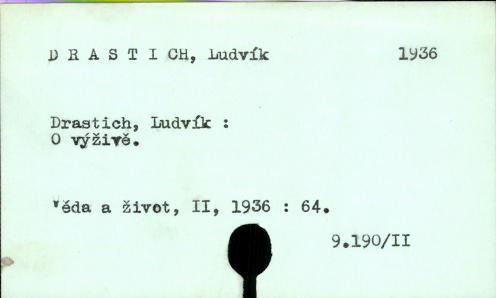 D R A S T I CH, Ludvík 1936
Drastich, Ludvík :
O výživě.
Věda a život, II, 1936 : 64.
9.190/II